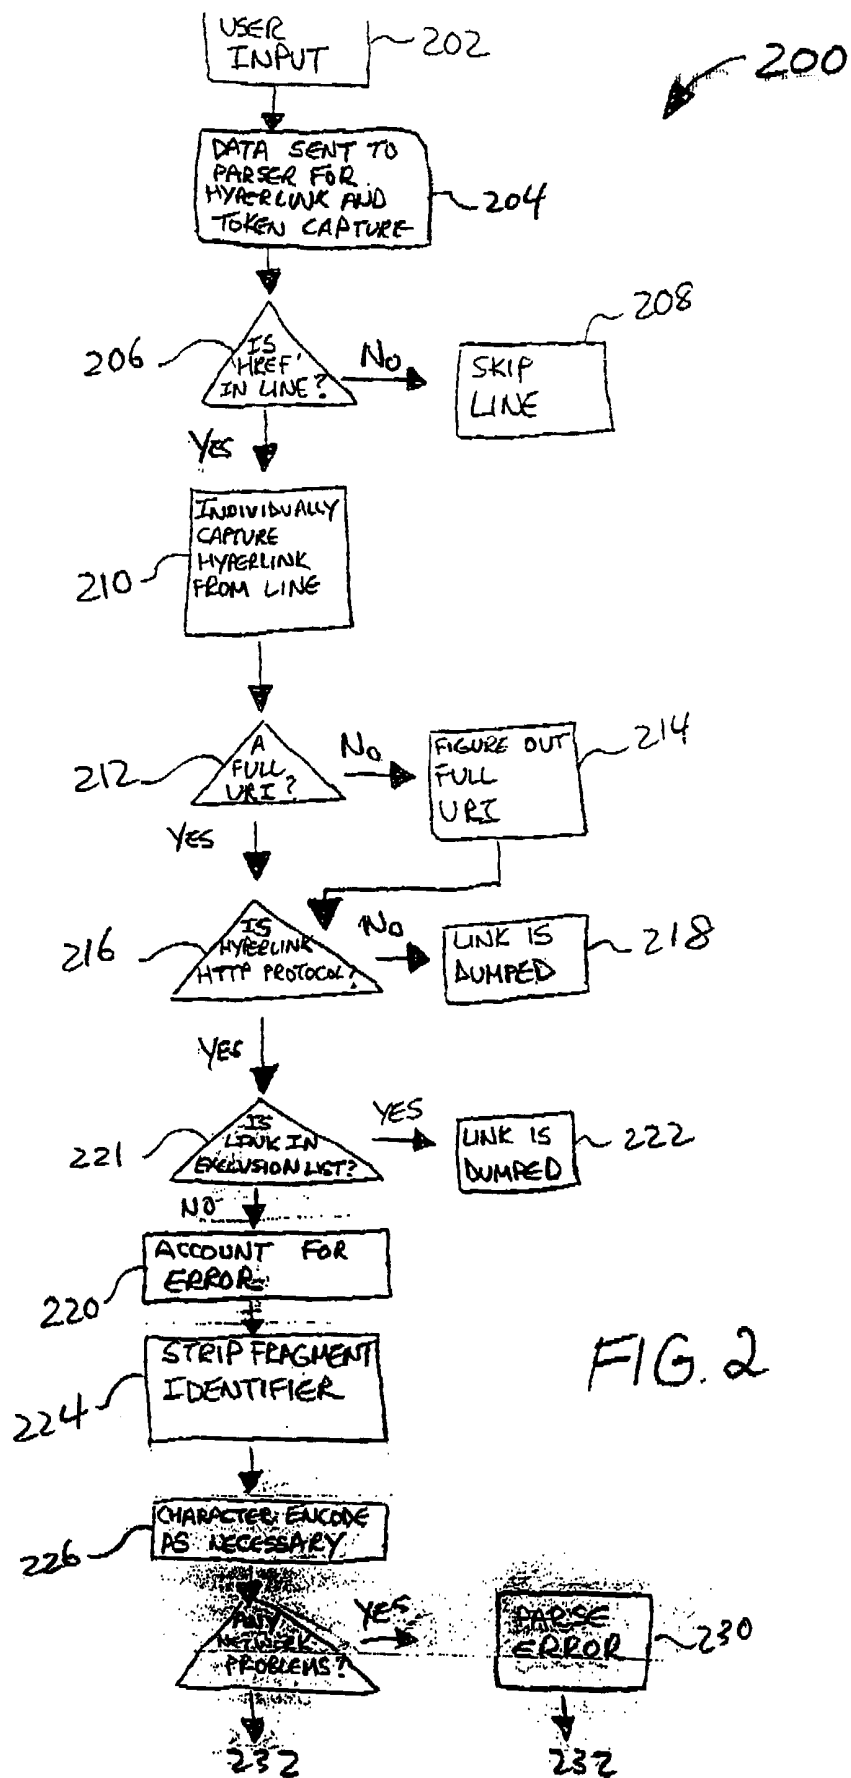 USER
INPUT
202
200
DATA SENT TO
PARSER FOR
HYPERLINK AND
TOKEN CAPTURE
204
206
IS
'HREF'
IN LINE?
NO
208
SKIP
LINE
YES
INDIVIDUALLY
CAPTURE
HYPERLINK
FROM LINE
210
212
A
FULL
URI?
NO
FIGURE OUT
FULL
URI
214
YES
216
IS
HYPERLINK
HTTP PROTOCOL?
NO
LINK IS
DUMPED
218
YES
221
IS
LINK IN
EXCLUSION LIST?
YES
LINK IS
DUMPED
222
NO
ACCOUNT FOR
ERROR
220
STRIP FRAGMENT
IDENTIFIER
224
FIG. 2
CHARACTER ENCODE
AS NECESSARY
226
ANY
NETWORK
PROBLEMS?
YES
PARSE
ERROR
230
232
232